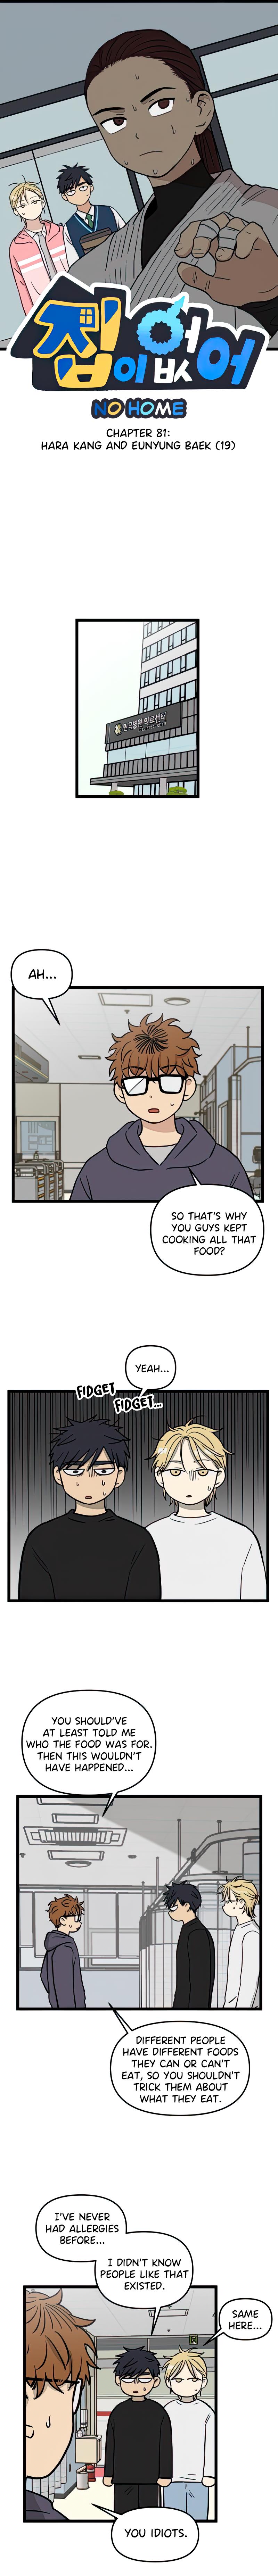 집이 없어
NO HOME
CHAPTER 81:
HARA KANG AND EUNYUNG BAEK (19)
AH...
SO THAT'S WHY
YOU GUYS KEPT
COOKING ALL THAT
FOOD?
YEAH...
FIDGET
FIDGET...
YOU SHOULD'VE
AT LEAST TOLD ME
WHO THE FOOD WAS FOR.
THEN THIS WOULDN'T
HAVE HAPPENED...
DIFFERENT PEOPLE
HAVE DIFFERENT FOODS
THEY CAN OR CAN'T
EAT, SO YOU SHOULDN'T
TRICK THEM ABOUT
WHAT THEY EAT.
I'VE NEVER
HAD ALLERGIES
BEFORE...
I DIDN'T KNOW
PEOPLE LIKE THAT
EXISTED.
SAME
HERE...
YOU IDIOTS.